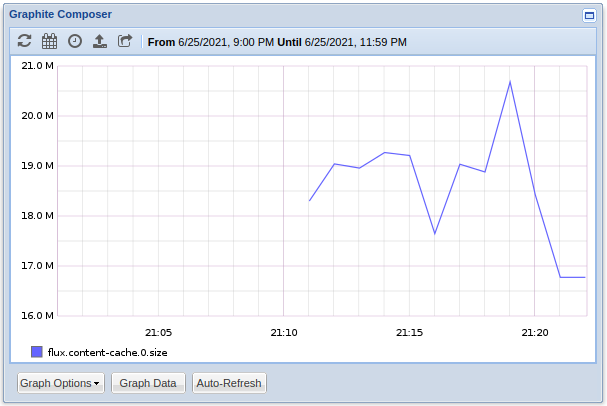 Graphite Composer
From 6/25/2021, 9:00 PM Until 6/25/2021, 11:59 PM
21.0 M
20.0 M
19.0 M
18.0 M
17.0 M
16.0 M
21:05 21:10 21:15 21:20
flux.content-cache.0.size
Graph Options Graph Data Auto-Refresh